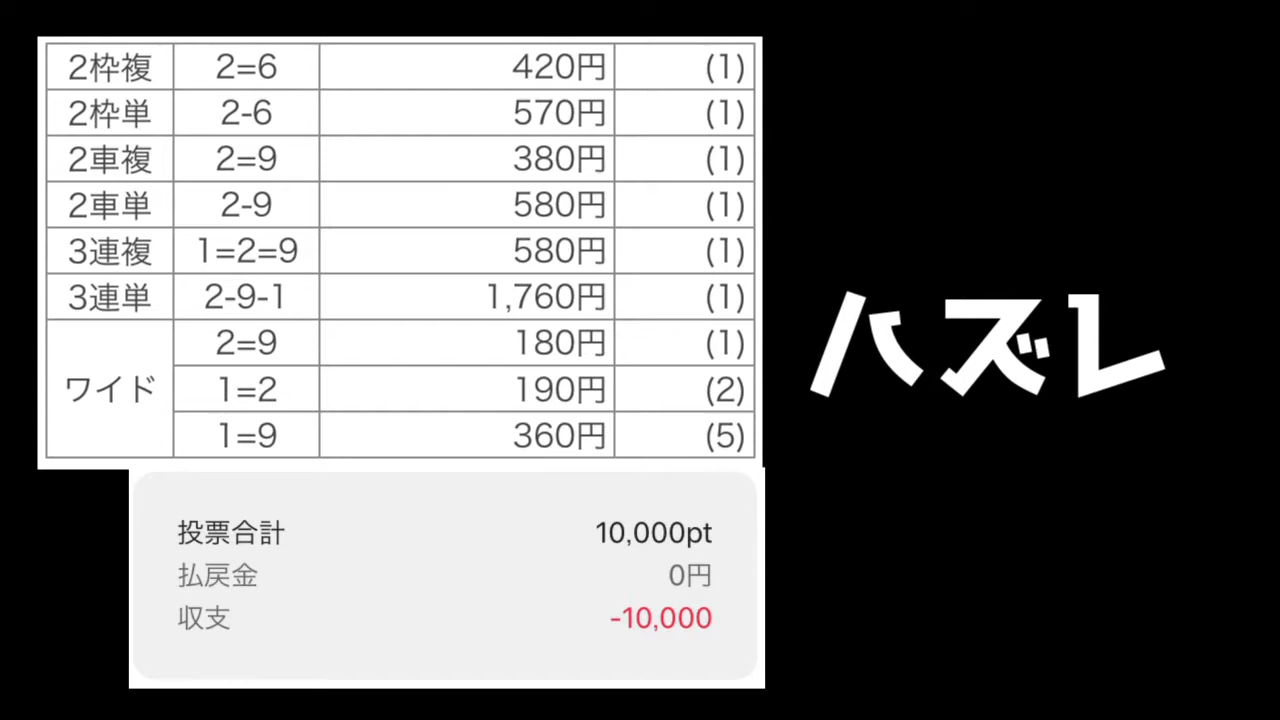 2枠複 2=6 420円 (1)
2枠単 2-6 570円 (1)
2車複 2=9 380円 (1)
2車単 2-9 580円 (1)
3連複 1=2=9 580円 (1)
3連単 2-9-1 1,760円 (1)
2=9 180円 (1)
ワイド 1=2 190円 (2)
1=9 360円 (5)
ハズレ
投票合計 10,000pt
払戻金 0円
収支 -10,000